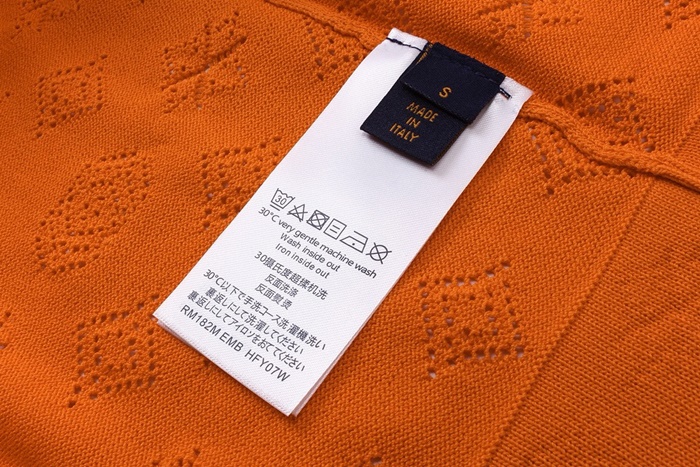 S
MADE
IN
ITALY
30
30°C very gentle machine wash
Wash inside out
Iron inside out
30摄氏度超揉机洗
反面洗涤
反面熨烫
30℃以下で手洗コース洗濯機洗い
裏返しにして洗濯してください
裏返しにしてアイロンをおてください
RM182M EMB HFY07W